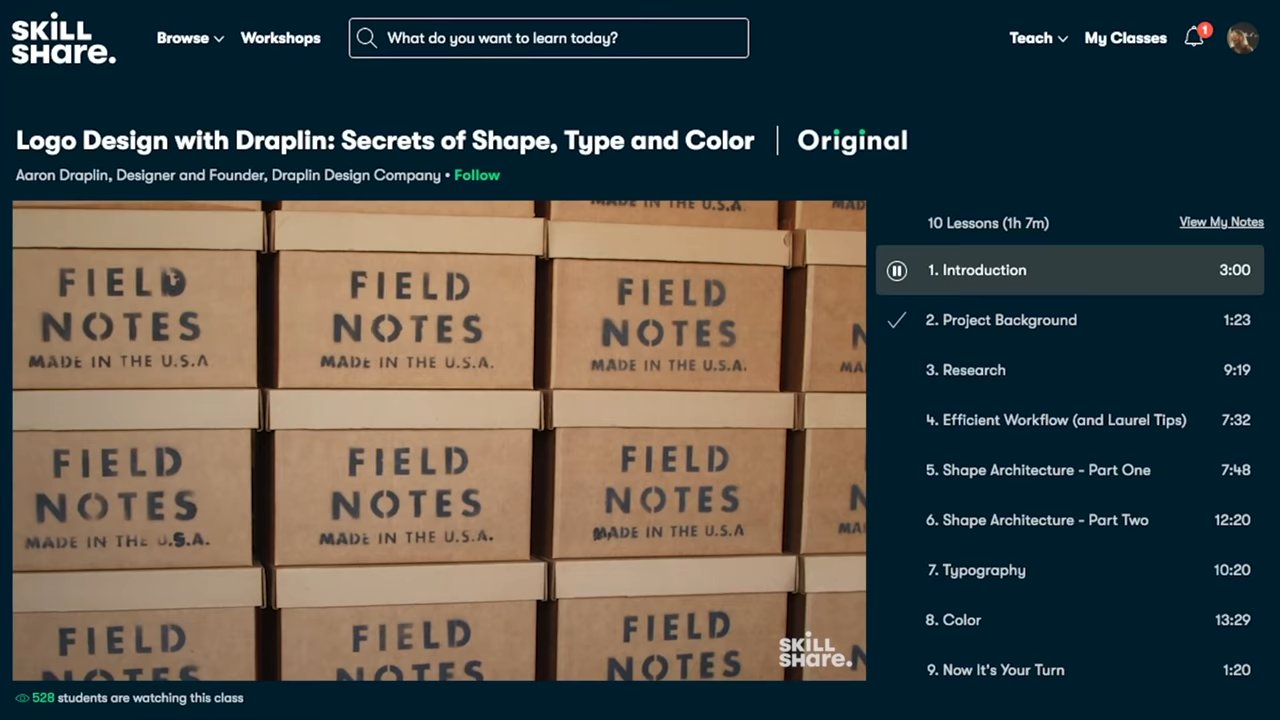 SKILL SHARE.
Browse
Workshops
What do you want to learn today?
Teach
My Classes
1
Logo Design with Draplin: Secrets of Shape, Type and Color | Original
Aaron Draplin, Designer and Founder, Draplin Design Company • Follow
MADE IN THE U.S.A.
MAD
FIELD
NOTES
MADE IN THE U.S.A
FIELD
NOTES
MADE IN THE U.S.A.
FIELD
NOTES
MADE IN THE U.S.A.
N
MA
FIELD
NOTES
MADE IN THE U.S.A.
FIELD
NOTES
MADE IN THE U.S.A.
FIELD
NOTES
MADE IN THE U.S.A
N
MAD
FIELD
NOTES
FIELD
NOTES
FIELD
NOTES
N
SKILL SHARE.
528 students are watching this class
10 Lessons (1h 7m)
View My Notes
1. Introduction 3:00
2. Project Background 1:23
3. Research 9:19
4. Efficient Workflow (and Laurel Tips) 7:32
5. Shape Architecture - Part One 7:48
6. Shape Architecture - Part Two 12:20
7. Typography 10:20
8. Color 13:29
9. Now It's Your Turn 1:20